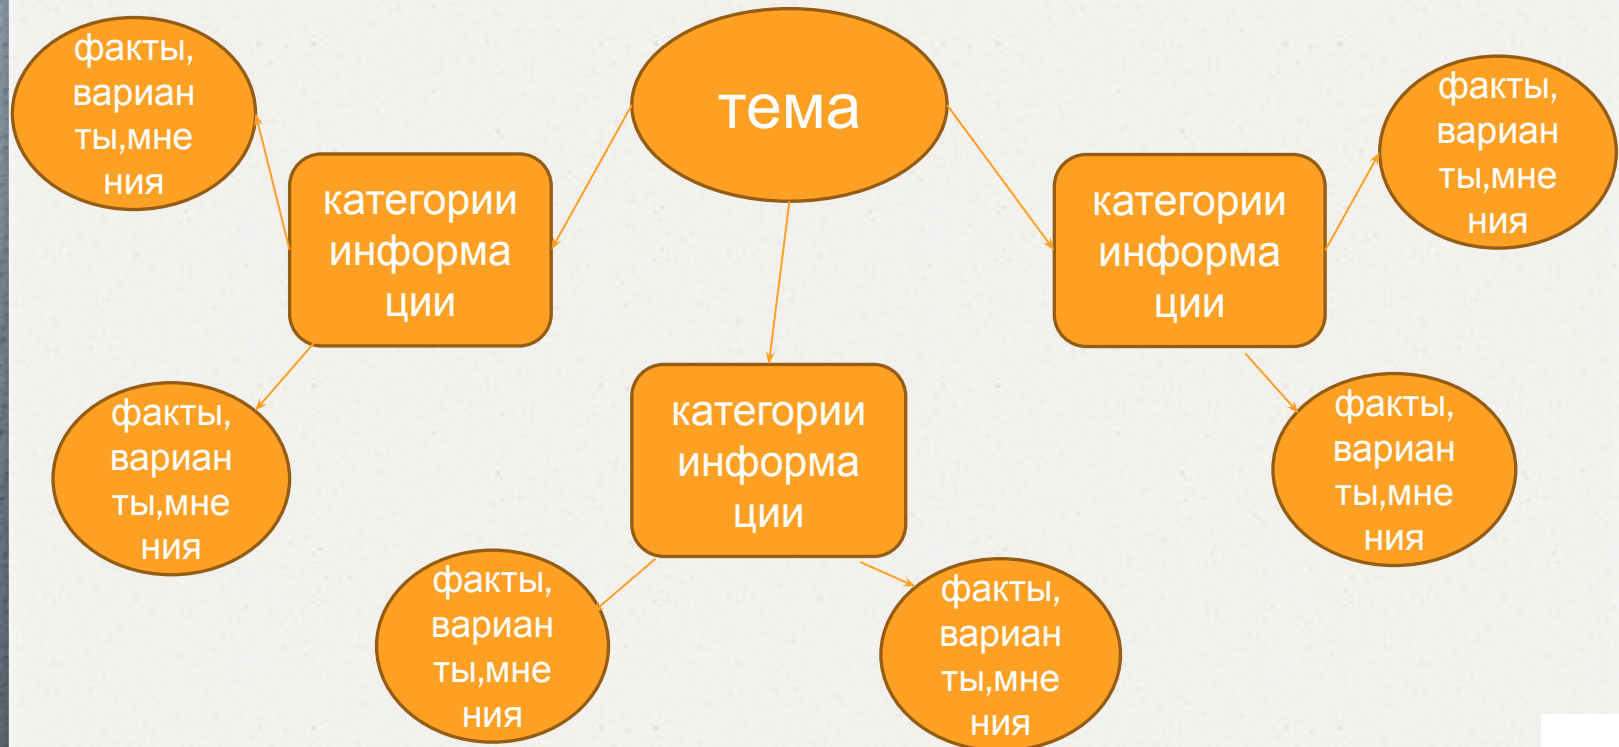 тема
факты,
вариан
ты,мне
ния
категории
информа
ции
факты,
вариан
ты,мне
ния
категории
информа
ции
факты,
вариан
ты,мне
ния
факты,
вариан
ты,мне
ния
категории
информа
ции
факты,
вариан
ты,мне
ния
факты,
вариан
ты,мне
ния